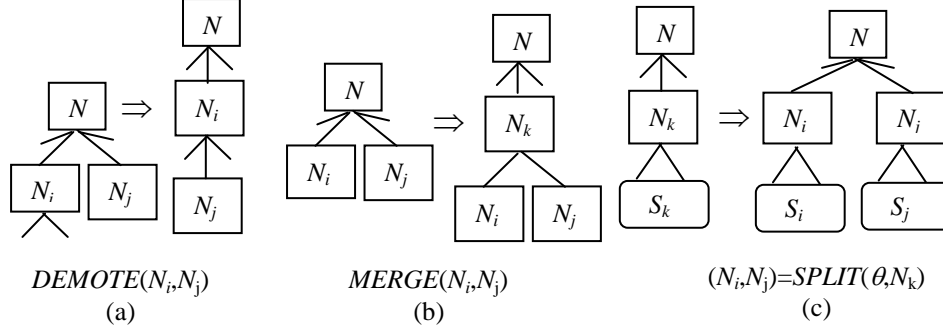 N
N
⇒
N_i
N_i
N_j
N_j
DEMOTE(N_i,N_j)
(a)
N
N_i
N_j
⇒
N
N_k
N_i
N_j
MERGE(N_i,N_j)
(b)
N
N_k
S_k
⇒
N
N_i
N_j
S_i
S_j
(N_i,N_j)=SPLIT(θ,N_k)
(c)